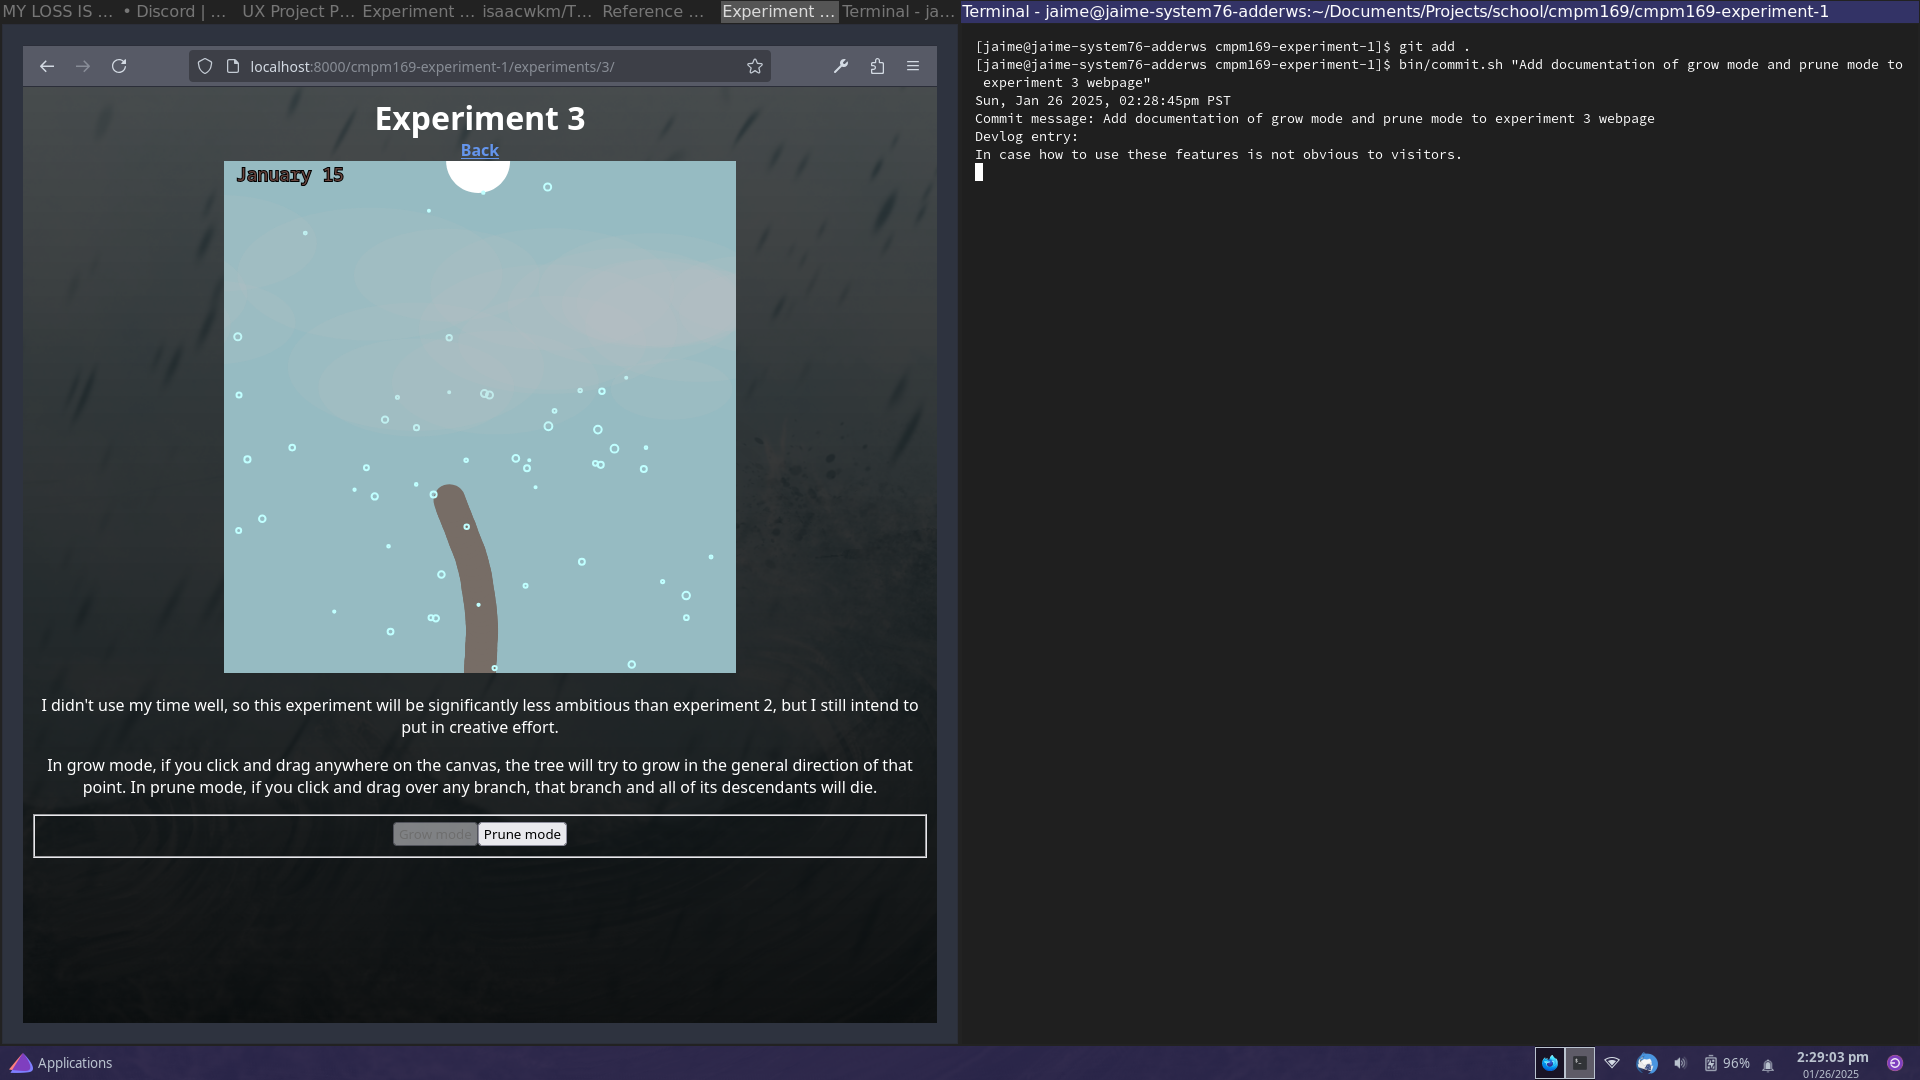 MY LOSS IS ...
• Discord | ...
UX Project P...
Experiment ...
isaacwkm/T...
Reference ...
Experiment ...
Terminal - ja...
Terminal - jaime@jaime-system76-adderws:~/Documents/Projects/school/cmpm169/cmpm169-experiment-1
localhost:8000/cmpm169-experiment-1/experiments/3/
Experiment 3
Back
January 15
I didn't use my time well, so this experiment will be significantly less ambitious than experiment 2, but I still intend to
put in creative effort.
In grow mode, if you click and drag anywhere on the canvas, the tree will try to grow in the general direction of that
point. In prune mode, if you click and drag over any branch, that branch and all of its descendants will die.
Grow mode
Prune mode
[jaime@jaime-system76-adderws cmpm169-experiment-1]$ git add .
[jaime@jaime-system76-adderws cmpm169-experiment-1]$ bin/commit.sh "Add documentation of grow mode and prune mode to
experiment 3 webpage"
Sun, Jan 26 2025, 02:28:45pm PST
Commit message: Add documentation of grow mode and prune mode to experiment 3 webpage
Devlog entry:
In case how to use these features is not obvious to visitors.
Applications
96%
2:29:03 pm
01/26/2025